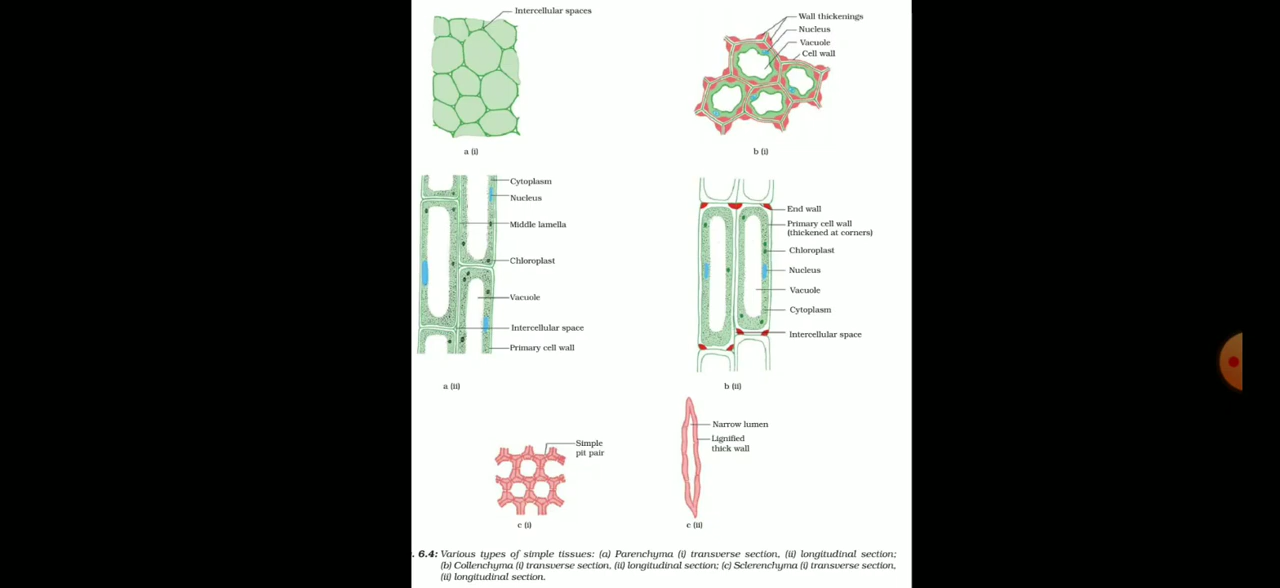 Intercellular spaces
Wall thickenings
Nucleus
Vacuole
Cell wall
a (i)
b (i)
Cytoplasm
Nucleus
Middle lamella
Chloroplast
Vacuole
Intercellular space
Primary cell wall
a (ii)
End wall
Primary cell wall
(thickened at corners)
Chloroplast
Nucleus
Vacuole
Cytoplasm
Intercellular space
b (ii)
Simple
pit pair
c (i)
Narrow lumen
Lignified
thick wall
c (ii)
. 6.4: Various types of simple tissues: (a) Parenchyma (i) transverse section, (ii) longitudinal section;
(b) Collenchyma (i) transverse section, (ii) longitudinal section; (c) Sclerenchyma (i) transverse section,
(ii) longitudinal section.